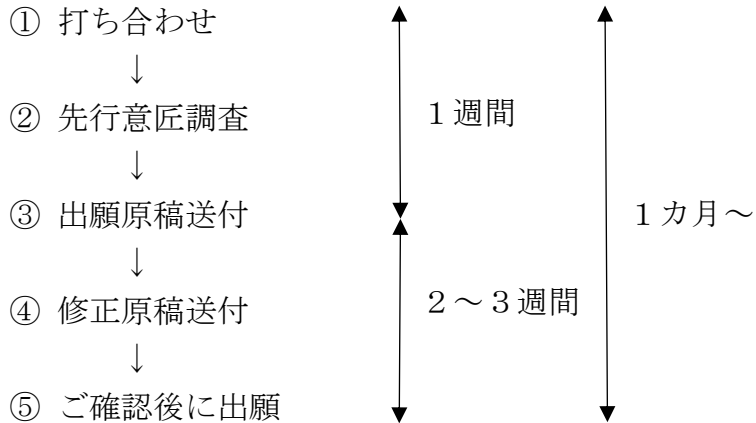 ① 打ち合わせ
↓
② 先行意匠調査
１週間
↓
③ 出願原稿送付
１カ月～
↓
④ 修正原稿送付
２～３週間
↓
⑤ ご確認後に出願